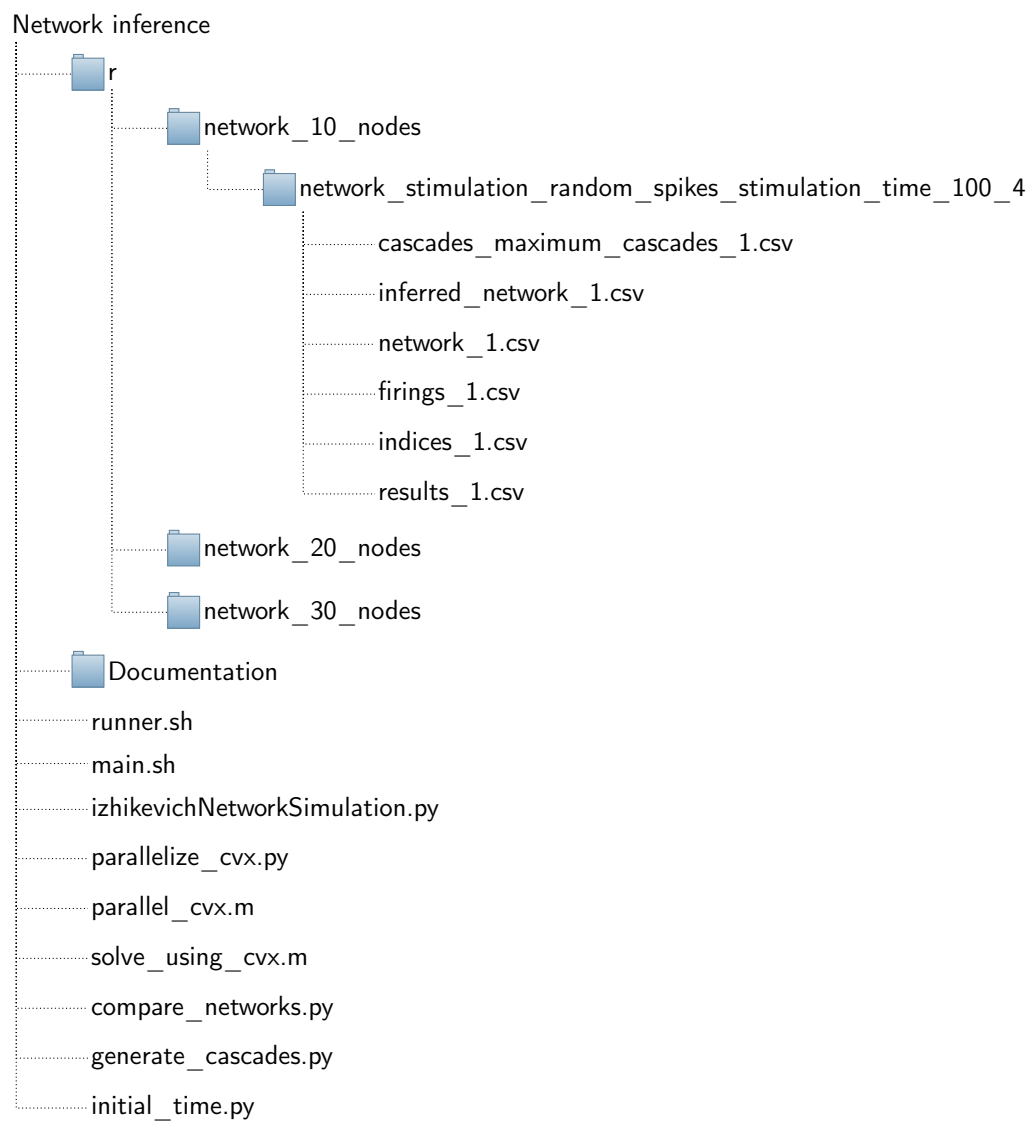 Network inference
r
network_10_nodes
network_stimulation_random_spikes_stimulation_time_100_4
cascades_maximum_cascades_1.csv
inferred_network_1.csv
network_1.csv
firings_1.csv
indices_1.csv
results_1.csv
network_20_nodes
network_30_nodes
Documentation
runner.sh
main.sh
izhikevichNetworkSimulation.py
parallelize_cvx.py
parallel_cvx.m
solve_using_cvx.m
compare_networks.py
generate_cascades.py
initial_time.py